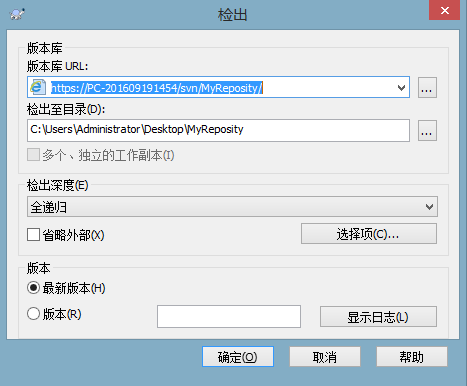 检出
版本库
版本库 URL:
https://PC-201609191454/svn/MyReposity/
...
检出至目录(D):
C:\Users\Administrator\Desktop\MyReposity
...
多个、独立的工作副本(I)
检出深度(E)
全递归
省略外部(X)
选择项(C)...
版本
最新版本(H)
版本(R)
显示日志(L)
确定(O)
取消
帮助